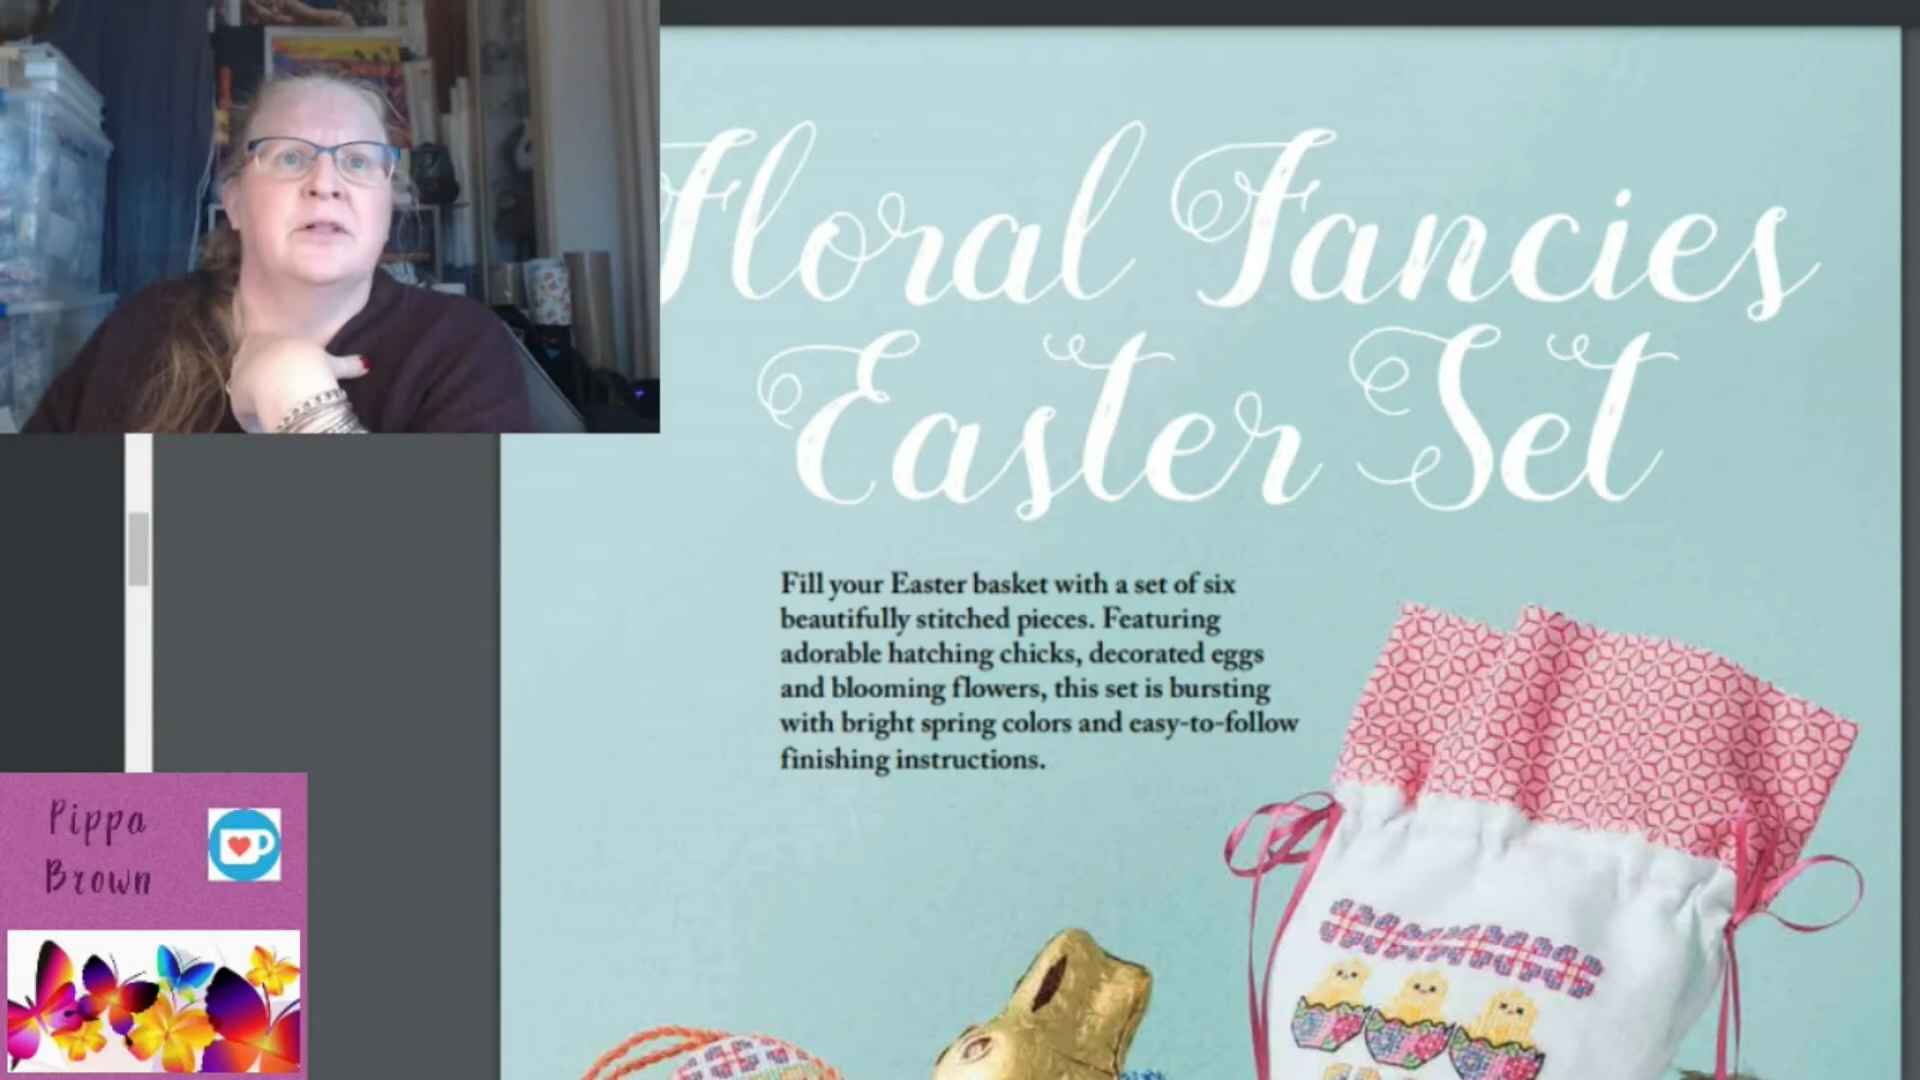 Floral Fancies
Easter Set
Fill your Easter basket with a set of six
beautifully stitched pieces. Featuring
adorable hatching chicks, decorated eggs
and blooming flowers, this set is bursting
with bright spring colors and easy-to-follow
finishing instructions.
Pippa
Brown